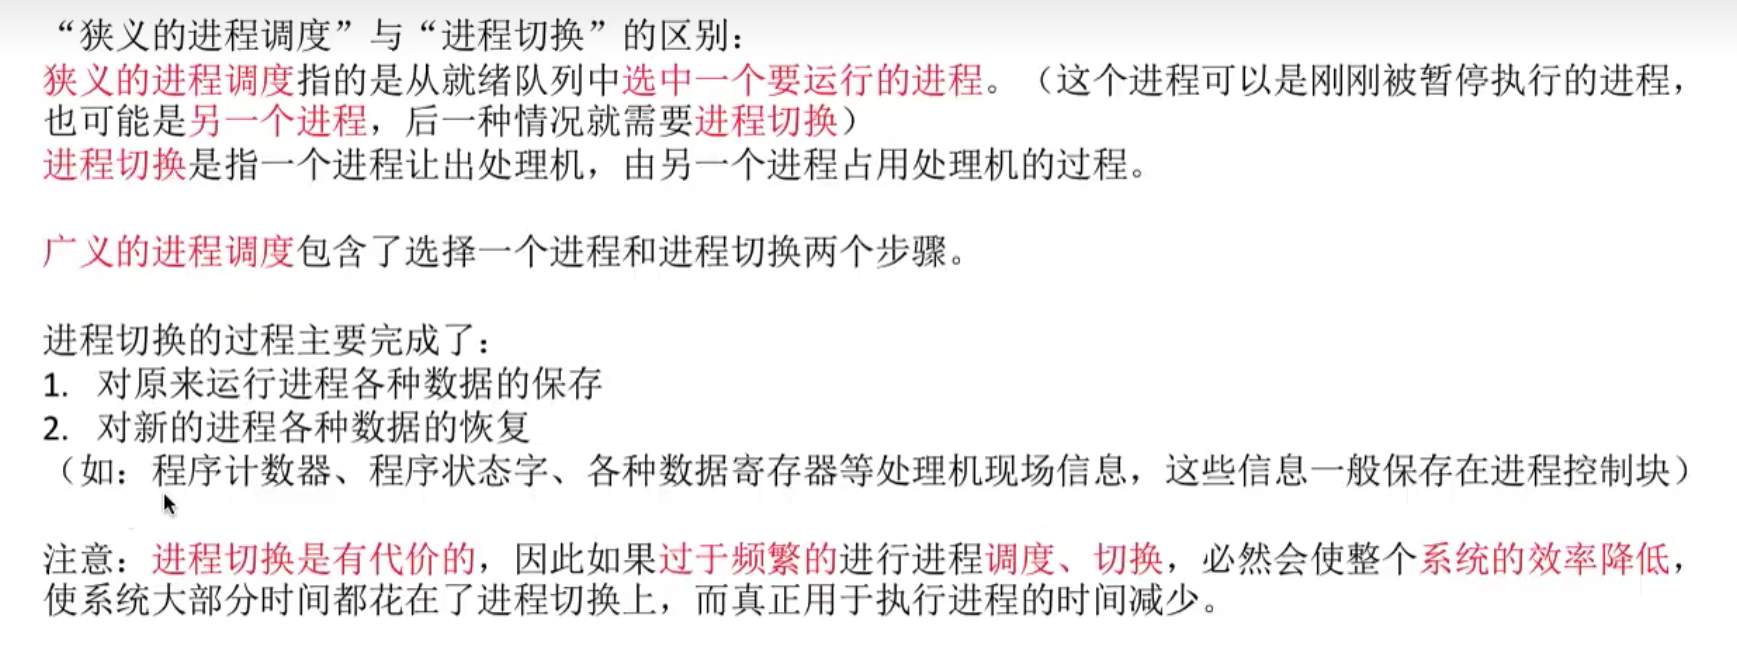 “狭义的进程调度”与“进程切换”的区别：
狭义的进程调度指的是从就绪队列中选中一个要运行的进程。（这个进程可以是刚刚被暂停执行的进程，
也可能是另一个进程，后一种情况就需要进程切换）
进程切换是指一个进程让出处理机，由另一个进程占用处理机的过程。
广义的进程调度包含了选择一个进程和进程切换两个步骤。
进程切换的过程主要完成了：
1. 对原来运行进程各种数据的保存
2. 对新的进程各种数据的恢复
（如：程序计数器、程序状态字、各种数据寄存器等处理机现场信息，这些信息一般保存在进程控制块）
注意：进程切换是有代价的，因此如果过于频繁的进行进程调度、切换，必然会使整个系统的效率降低，
使系统大部分时间都花在了进程切换上，而真正用于执行进程的时间减少。